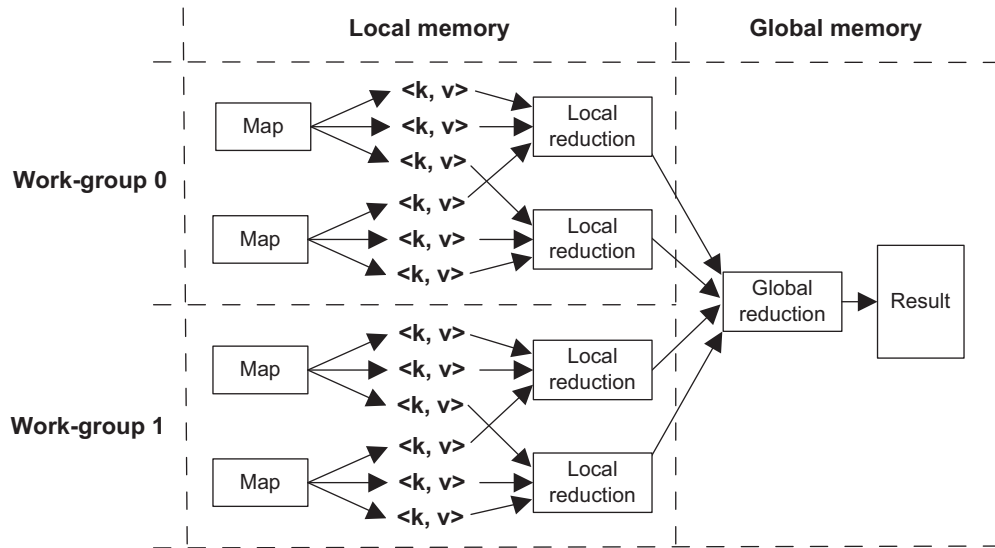 Local memory
Global memory
Work-group 0
Map
<k, v>
<k, v>
<k, v>
Local
reduction
Map
<k, v>
<k, v>
<k, v>
Local
reduction
Global
reduction
Result
Work-group 1
Map
<k, v>
<k, v>
<k, v>
Local
reduction
Map
<k, v>
<k, v>
<k, v>
Local
reduction